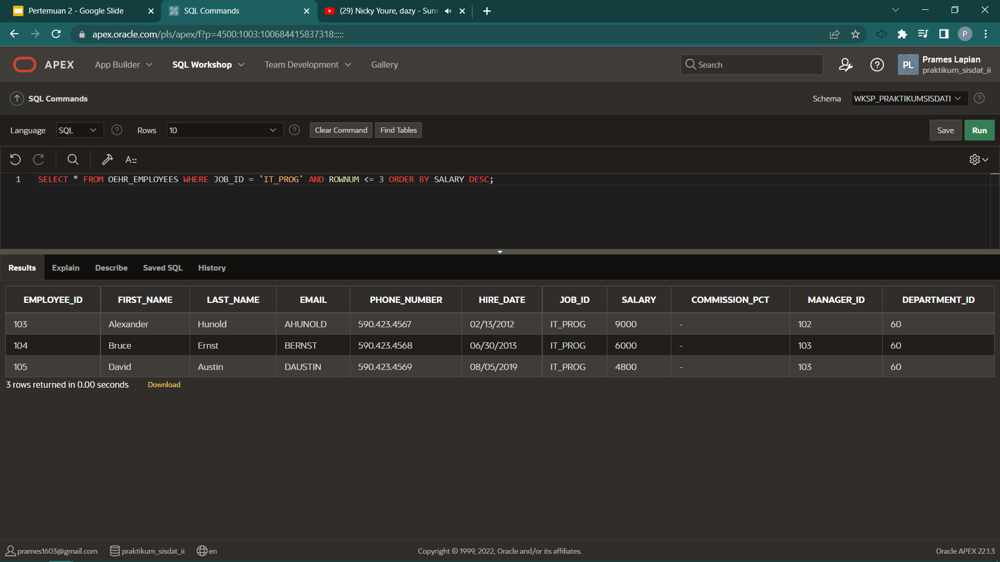 Pertemuan 2 - Google Slide
SQL Commands
(29) Nicky Youre, dazy - Sunr
apex.oracle.com/pls/apex/f?p=4500:1003:100684415837318:::::
P
APEX
App Builder
SQL Workshop
Team Development
Gallery
Search
PL
Prames Lapian
praktikum_sisdat_ii
SQL Commands
Schema
WKSP_PRAKTIKUMSISDATI
Language
SQL
Rows
10
Clear Command
Find Tables
Save
Run
A::
1 SELECT * FROM OEHR_EMPLOYEES WHERE JOB_ID = 'IT_PROG' AND ROWNUM <= 3 ORDER BY SALARY DESC;
Results Explain Describe Saved SQL History
EMPLOYEE_ID FIRST_NAME LAST_NAME EMAIL PHONE_NUMBER HIRE_DATE JOB_ID SALARY COMMISSION_PCT MANAGER_ID DEPARTMENT_ID
103 Alexander Hunold AHUNOLD 590.423.4567 02/13/2012 IT_PROG 9000 - 102 60
104 Bruce Ernst BERNST 590.423.4568 06/30/2013 IT_PROG 6000 - 103 60
105 David Austin DAUSTIN 590.423.4569 08/05/2019 IT_PROG 4800 - 103 60
3 rows returned in 0.00 seconds Download
prames1603@gmail.com praktikum_sisdat_ii en
Copyright © 1999, 2022, Oracle and/or its affiliates.
Oracle APEX 22.1.3